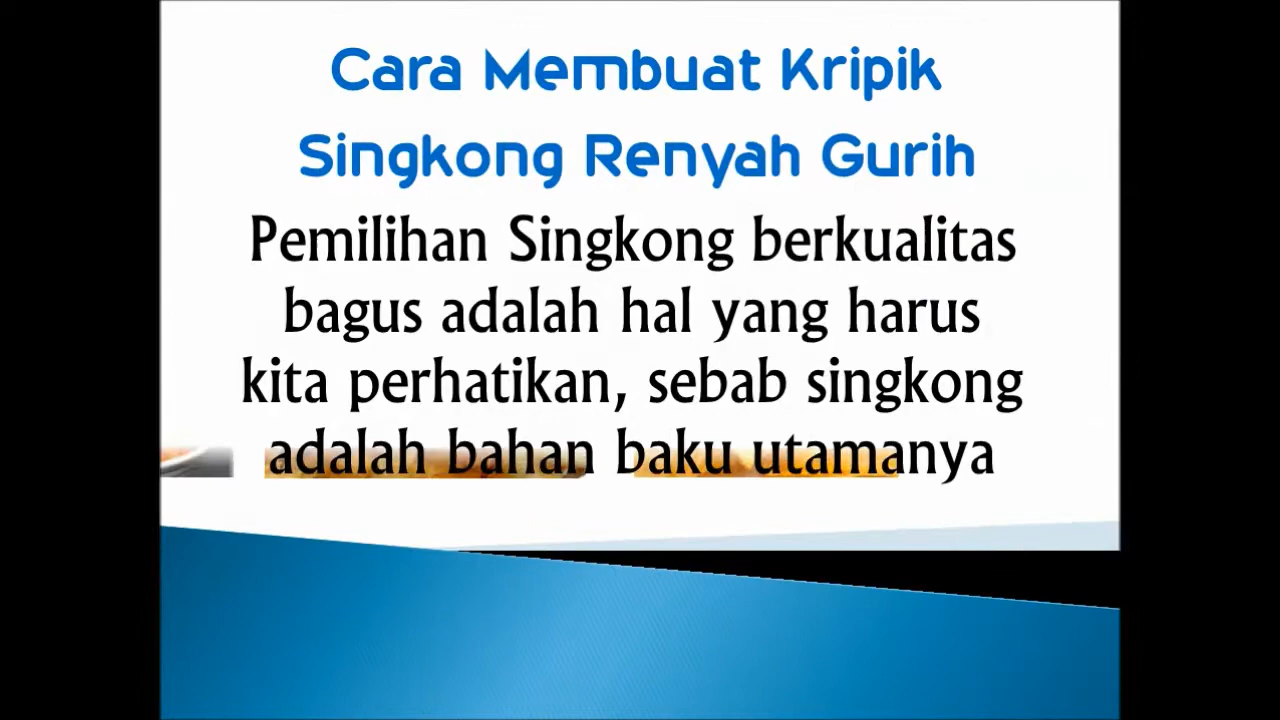 Cara Membuat Kripik
Singkong Renyah Gurih
Pemilihan Singkong berkualitas
bagus adalah hal yang harus
kita perhatikan, sebab singkong
adalah bahan baku utamanya